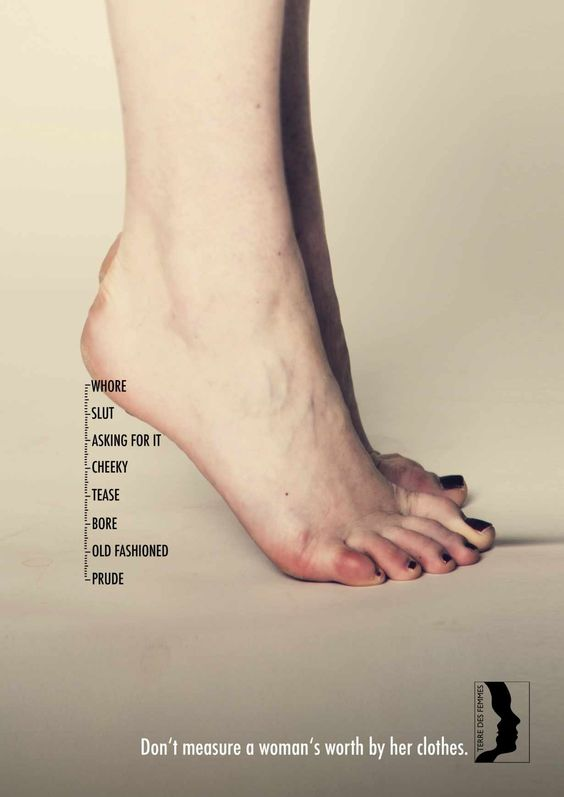 WHORE
SLUT
ASKING FOR IT
CHEEKY
TEASE
BORE
OLD FASHIONED
PRUDE
Don't measure a woman's worth by her clothes.
TERRE DES FEMMES